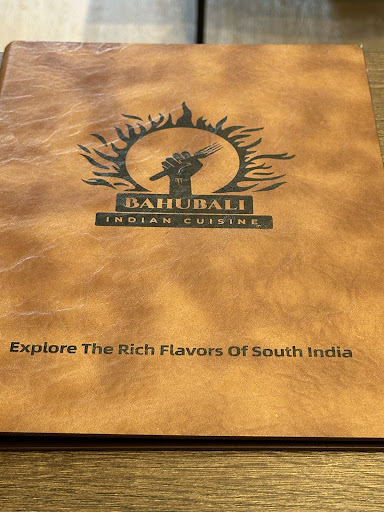 BAHUBALI
INDIAN CUISINE
Explore The Rich Flavors Of South India